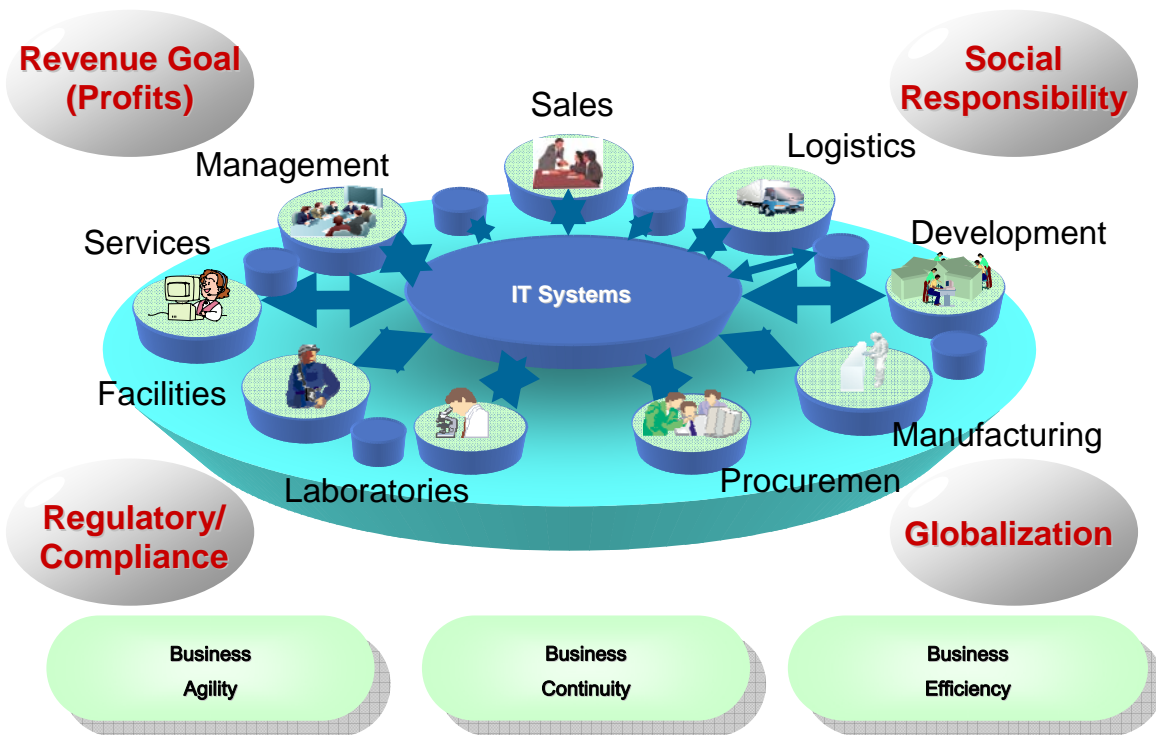 Revenue Goal
(Profits)
Social
Responsibility
Sales
Logistics
Management
Services
Development
IT Systems
Facilities
Manufacturing
Laboratories
Procuremen
Regulatory/
Compliance
Globalization
Business
Agility
Business
Continuity
Business
Efficiency